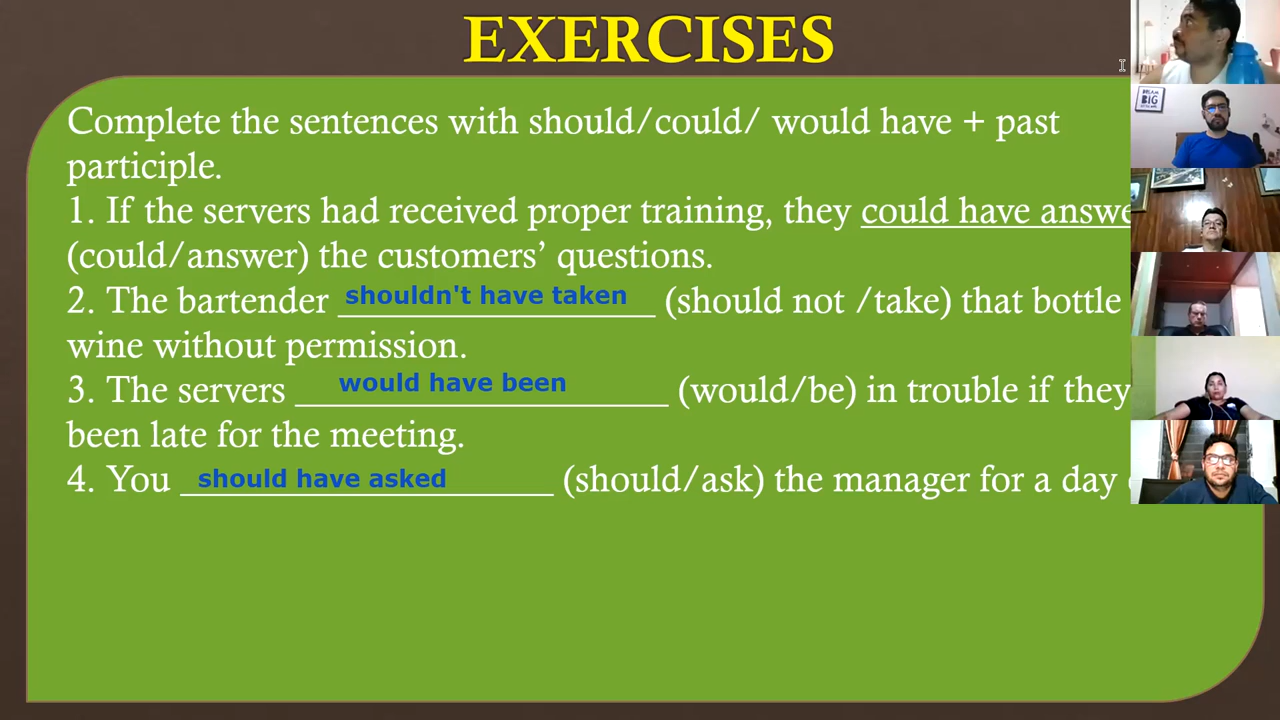 EXERCISES
Complete the sentences with should/could/ would have + past
participle.
1. If the servers had received proper training, they could have
(could/answer) the customers’ questions.
2. The bartender shouldn't have taken (should not /take) that bottle
wine without permission.
3. The servers would have been (would/be) in trouble if they
been late for the meeting.
4. You should have asked (should/ask) the manager for a day
DREAM
BIG